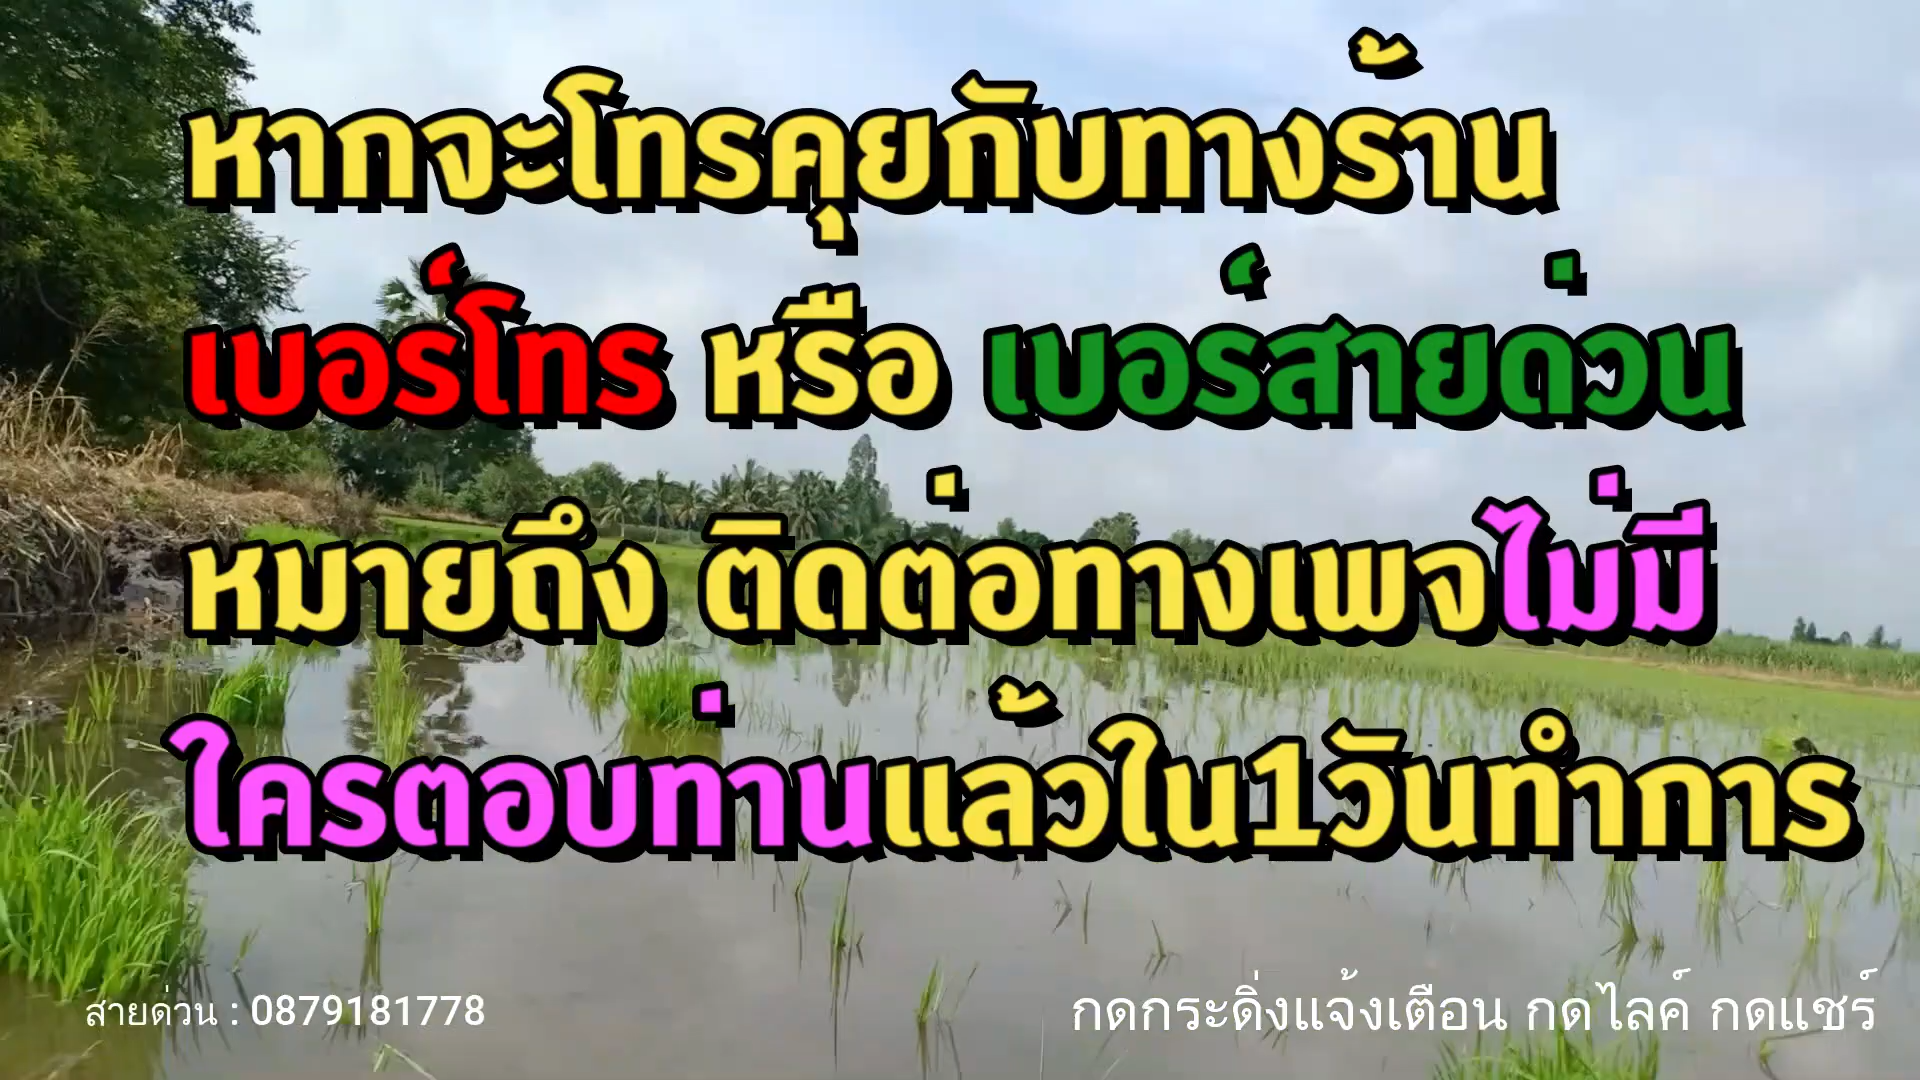 หากจะโทรคุยกับทางร้าน
เบอร์โทร หรือ เบอร์สายด่วน
หมายถึง ติดต่อทางเพจไม่มี
ใครตอบท่านแล้วใน1วันทำการ
สายด่วน : 0879181778
กดกระดิ่งแจ้งเตือน กดไลค์ กดแชร์